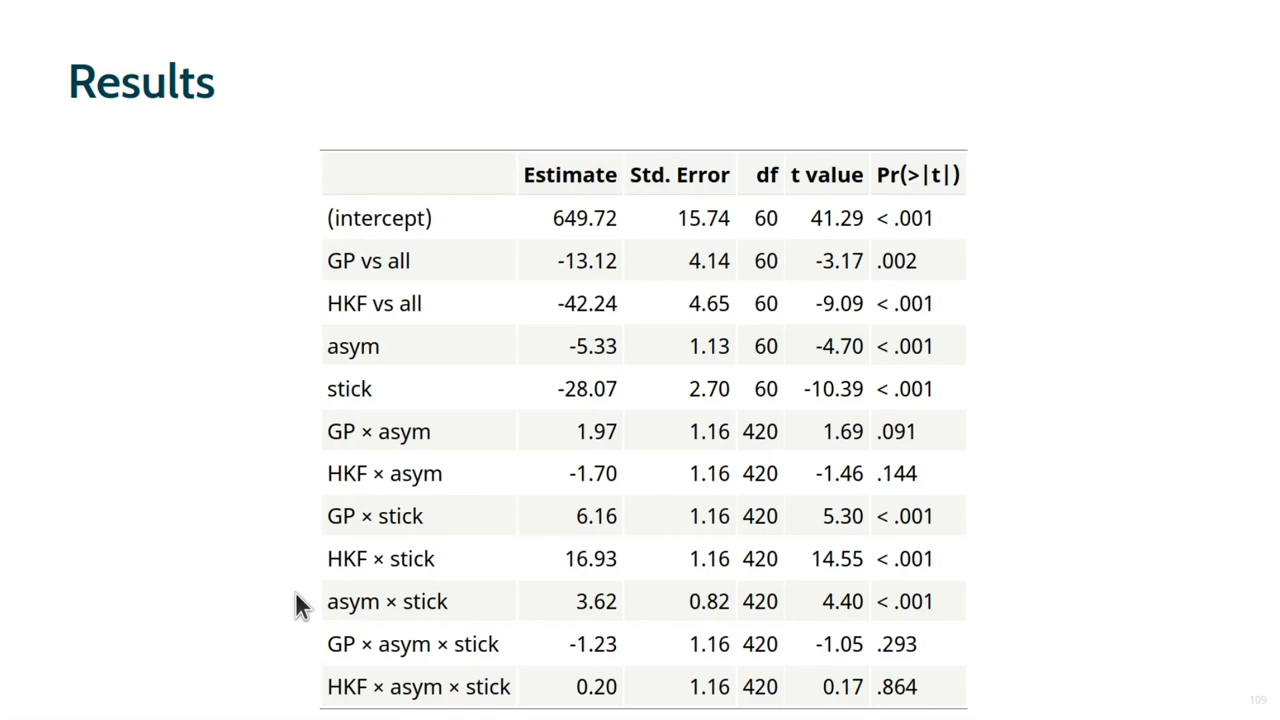 Results
Estimate Std. Error df t value Pr(>|t|)
(intercept) 649.72 15.74 60 41.29 < .001
GP vs all -13.12 4.14 60 -3.17 .002
HKF vs all -42.24 4.65 60 -9.09 < .001
asym -5.33 1.13 60 -4.70 < .001
stick -28.07 2.70 60 -10.39 < .001
GP × asym 1.97 1.16 420 1.69 .091
HKF × asym -1.70 1.16 420 -1.46 .144
GP × stick 6.16 1.16 420 5.30 < .001
HKF × stick 16.93 1.16 420 14.55 < .001
asym × stick 3.62 0.82 420 4.40 < .001
GP × asym × stick -1.23 1.16 420 -1.05 .293
HKF × asym × stick 0.20 1.16 420 0.17 .864
109